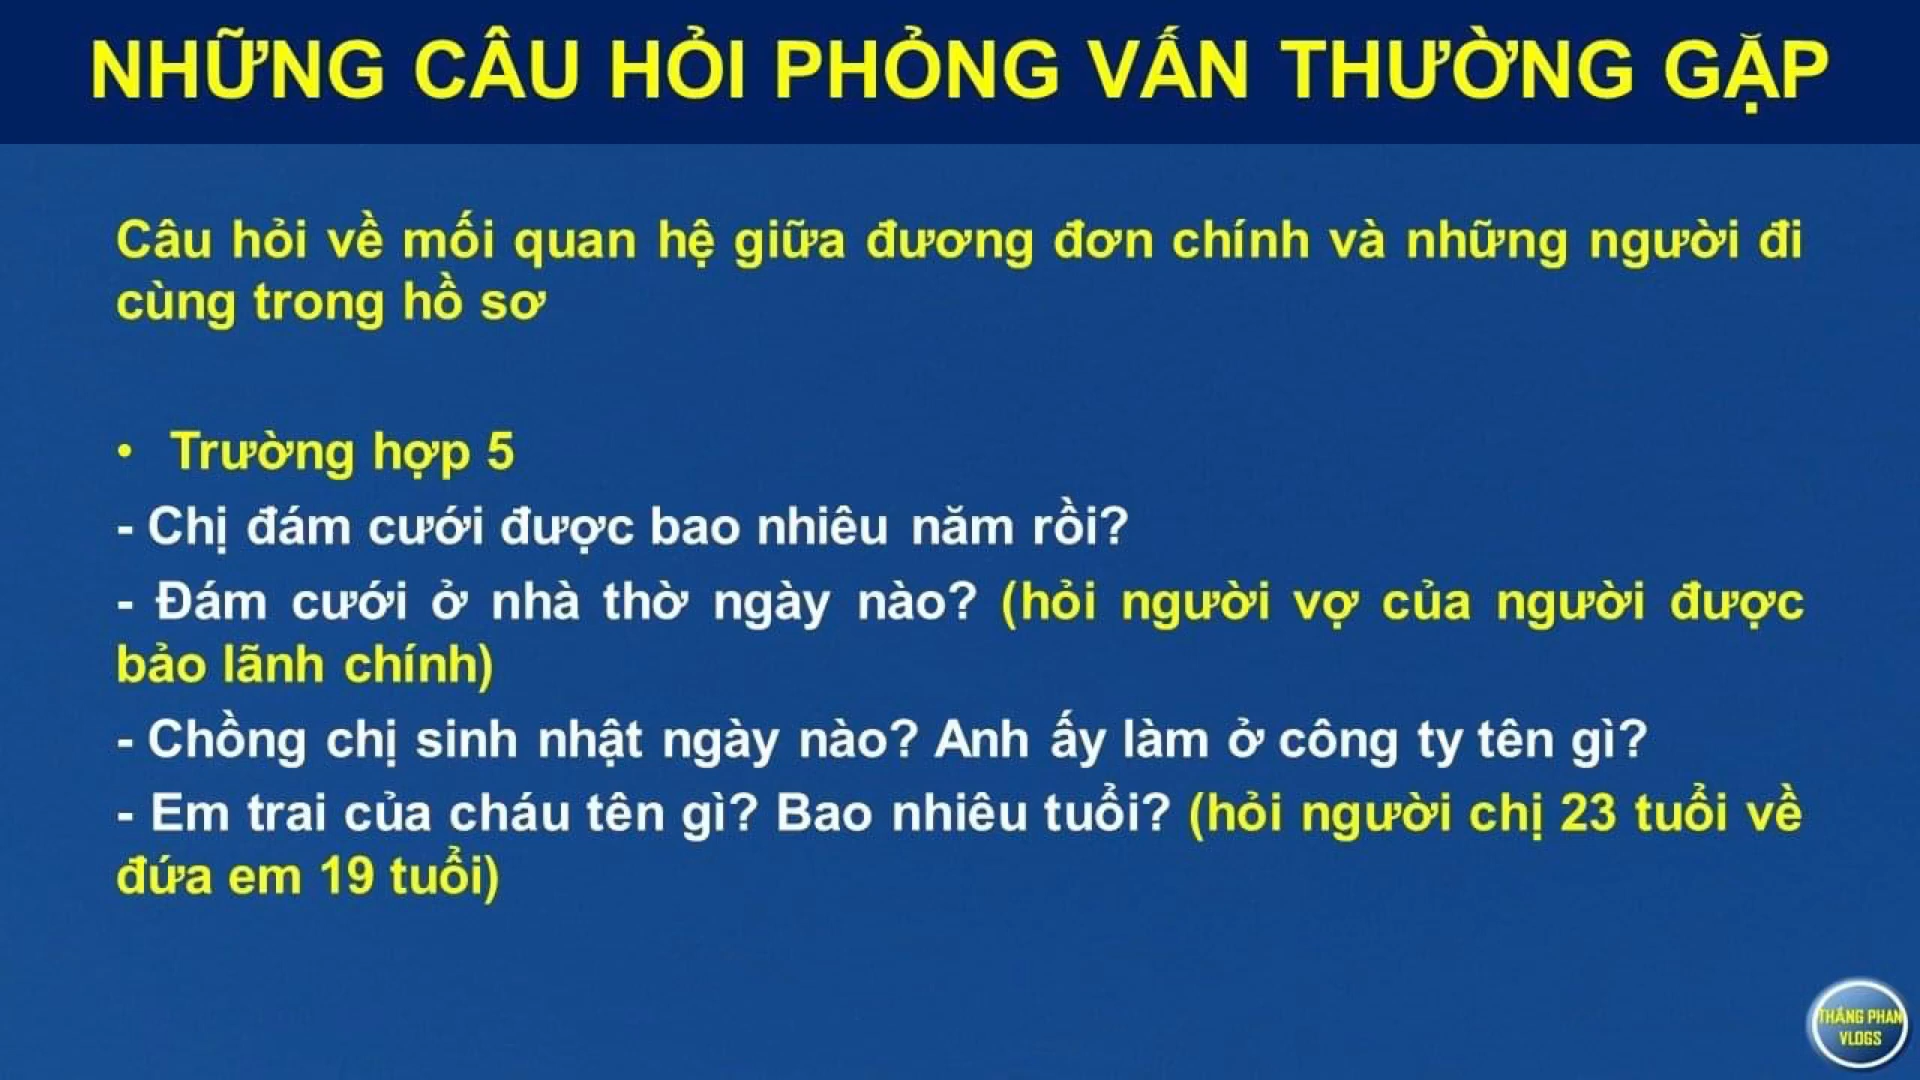 NHỮNG CÂU HỎI PHỎNG VẤN THƯỜNG GẶP
Câu hỏi về mối quan hệ giữa đương đơn chính và những người đi
cùng trong hồ sơ
• Trường hợp 5
- Chị đám cưới được bao nhiêu năm rồi?
- Đám cưới ở nhà thờ ngày nào? (hỏi người vợ của người được
bảo lãnh chính)
- Chồng chị sinh nhật ngày nào? Anh ấy làm ở công ty tên gì?
- Em trai của cháu tên gì? Bao nhiêu tuổi? (hỏi người chị 23 tuổi về
đứa em 19 tuổi)
THẮNG PHAN
VLOGS